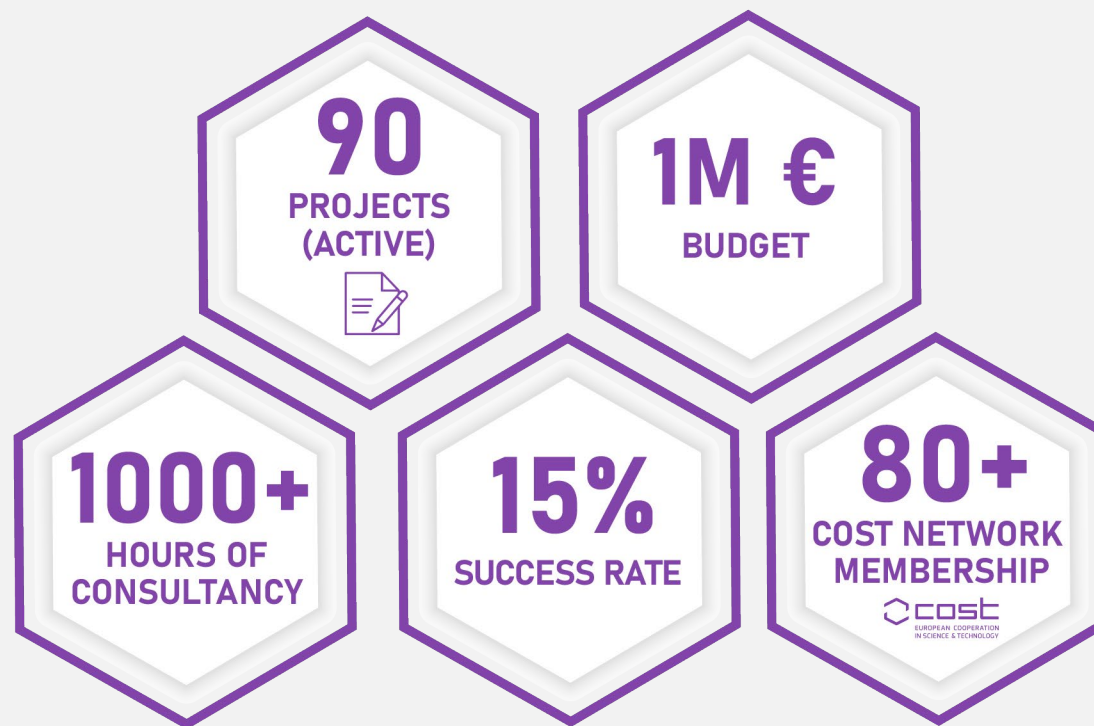 90
PROJECTS
(ACTIVE)
1M €
BUDGET
1000+
HOURS OF
CONSULTANCY
15%
SUCCESS RATE
80+
COST NETWORK
MEMBERSHIP
cost
EUROPEAN COOPERATION
IN SCIENCE & TECHNOLOGY